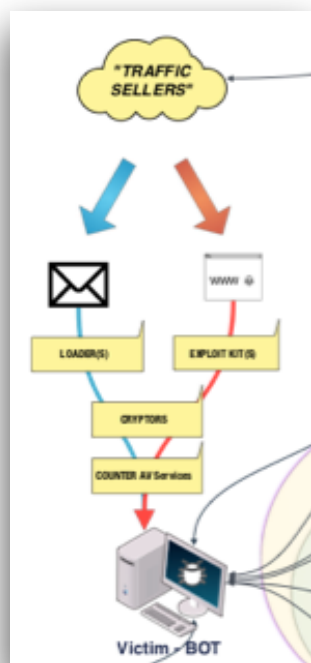 "TRAFFIC
SELLERS"
WWW
LOADER(S)
EXPLOIT KIT(S)
CRYPTORS
COUNTER AV Services
Victim - BOT